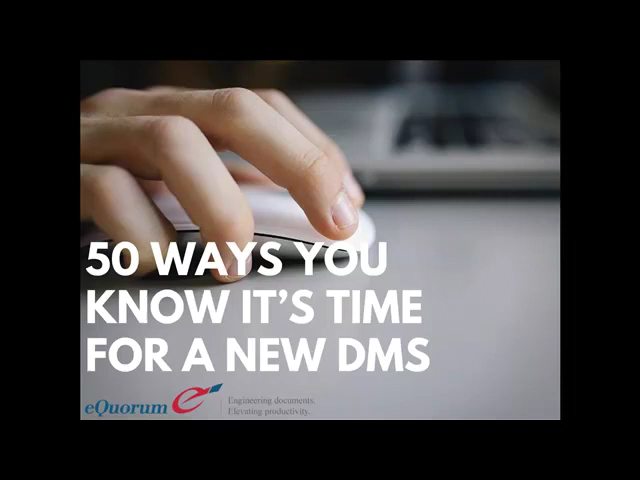 50 WAYS YOU
KNOW IT'S TIME
FOR A NEW DMS
eQuorum
Engineering documents.
Elevating productivity.